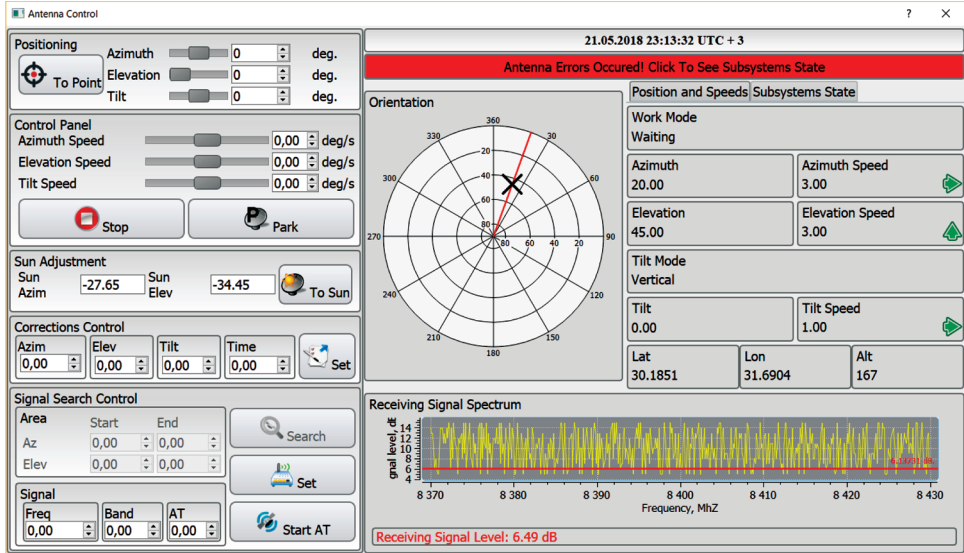 Antenna Control
? ×
Positioning
Azimuth 0 deg.
To Point
Elevation 0 deg.
Tilt 0 deg.
Control Panel
Azimuth Speed 0,00 deg/s
Elevation Speed 0,00 deg/s
Tilt Speed 0,00 deg/s
Stop
Park
Sun Adjustment
Sun Azim -27.65 Sun Elev -34.45
To Sun
Corrections Control
Azim Elev Tilt Time
0,00 0,00 0,00 0,00
Set
Signal Search Control
Area Start End
Az 0,00 0,00
Elev 0,00 0,00
Search
Set
Signal
Freq Band AT
0,00 0,00 0,00
Start AT
21.05.2018 23:13:32 UTC + 3
Antenna Errors Occured! Click To See Subsystems State
Orientation
360
330 30
20
300 40 60
60
80
270 80 60 40 20 90
240 120
210 150
180
Position and Speeds Subsystems State
Work Mode
Waiting
Azimuth
20.00
Azimuth Speed
3.00
Elevation
45.00
Elevation Speed
3.00
Tilt Mode
Vertical
Tilt
0.00
Tilt Speed
1.00
Lat
30.1851
Lon
31.6904
Alt
167
Receiving Signal Spectrum
gnal level, dE
14
12
10
8
6
4
8 370 8 380 8 390 8 400 8 410 8 420 8 430
Frequency, MhZ
Receiving Signal Level: 6.49 dB